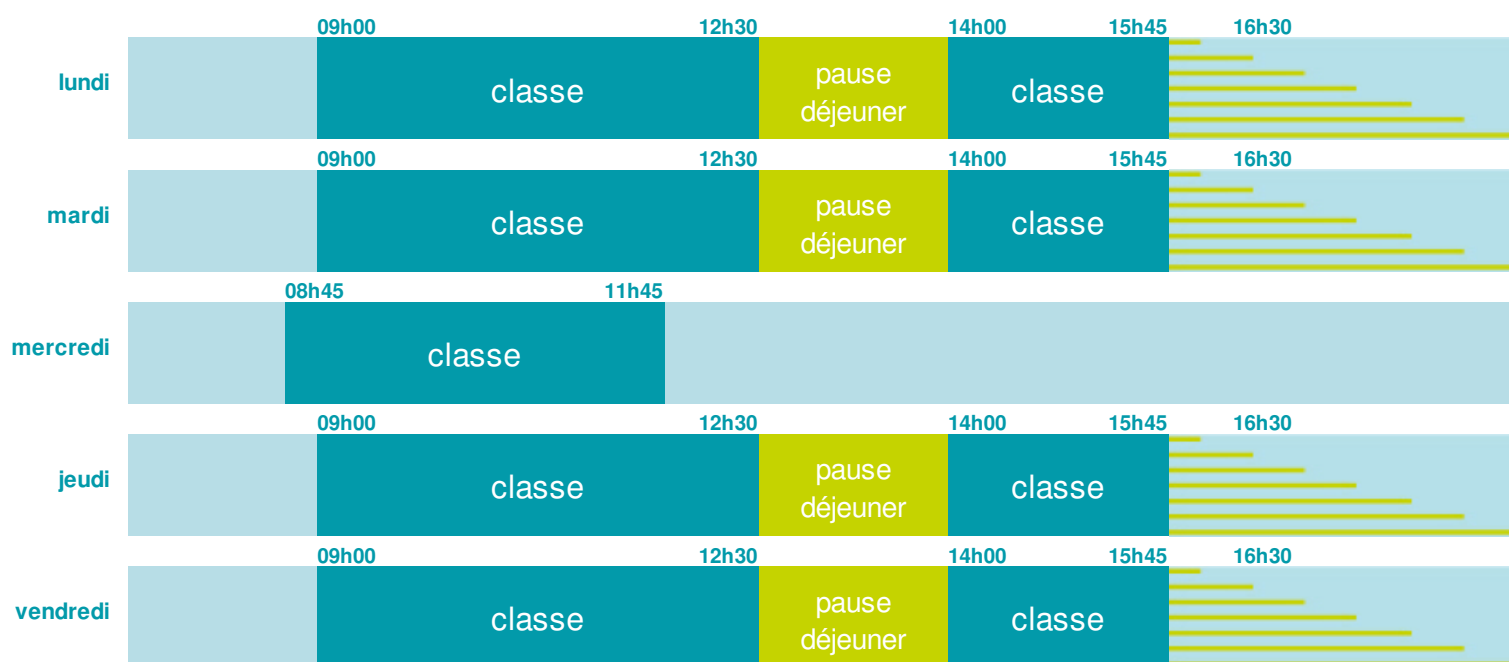 09h00 12h30 14h00 15h45 16h30
lundi classe pause déjeuner classe
09h00 12h30 14h00 15h45 16h30
mardi classe pause déjeuner classe
08h45 11h45
mercredi classe
09h00 12h30 14h00 15h45 16h30
jeudi classe pause déjeuner classe
09h00 12h30 14h00 15h45 16h30
vendredi classe pause déjeuner classe